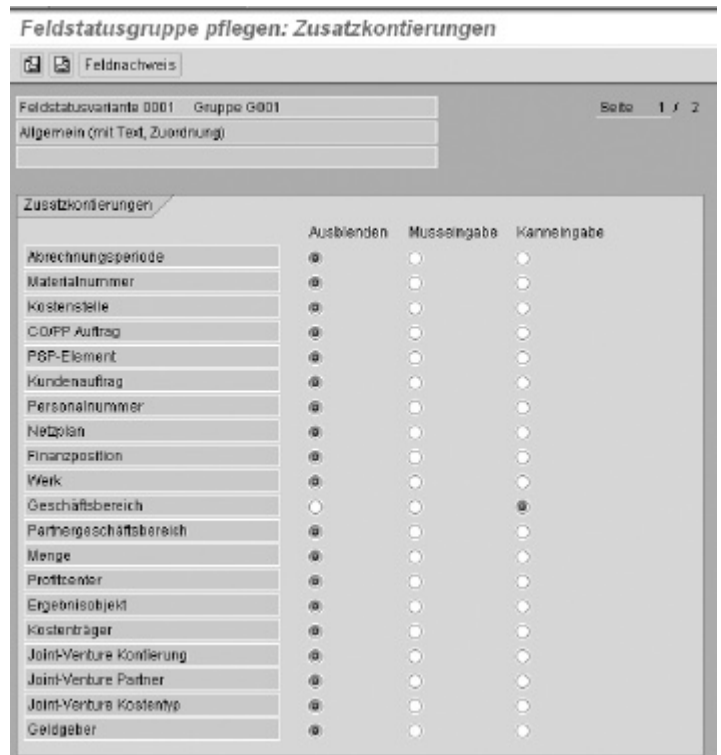 Feldstatusgruppe pflegen: Zusatzkontierungen
Feldnachweis
Feldstatusvariante 0001 Gruppe G001 Seite 1 / 2
Allgemein (mit Text, Zuordnung)
Zusatzkontierungen
Ausblenden Musseingabe Kanneingabe
Abrechnungsperiode
Materialnummer
Kostenstelle
CO/PP Auftrag
PSP-Element
Kundenauftrag
Personalnummer
Netzplan
Finanzposition
Werk
Geschäftsbereich
Partnergeschäftsbereich
Menge
Profitcenter
Ergebnisobjekt
Kostenträger
Joint-Venture Kontierung
Joint-Venture Partner
Joint-Venture Kostentyp
Geldgeber